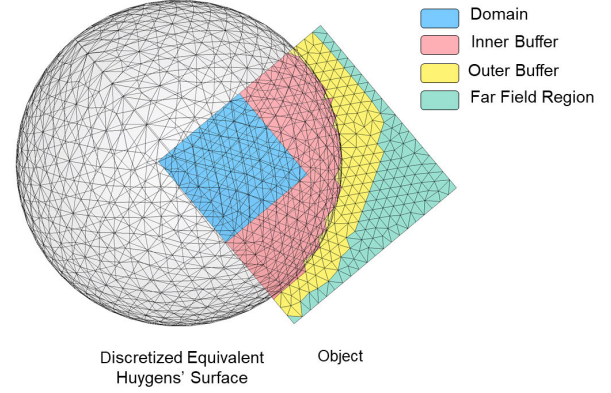 Domain
Inner Buffer
Outer Buffer
Far Field Region
Discretized Equivalent
Huygens' Surface
Object